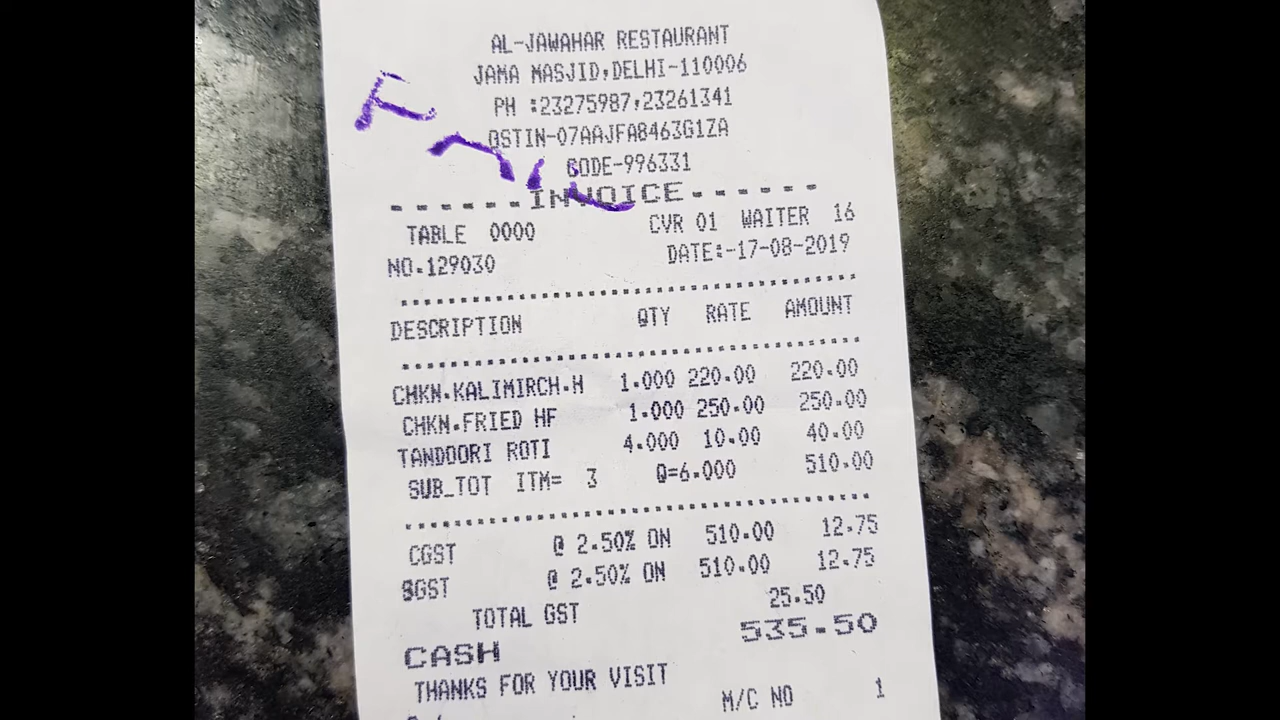 AL-JAWAHAR RESTAURANT
JAMA MASJID,DELHI-110006
PH :23275987,23261341
GSTIN-07AAJFA8463G1ZA
CODE-996331
------INVOICE------
TABLE 0000 CVR 01 WAITER 16
NO.129030 DATE:-17-08-2019
DESCRIPTION QTY RATE AMOUNT
CHKN.KALIMIRCH.H 1.000 220.00 220.00
CHKN.FRIED HF 1.000 250.00 250.00
TANDOORI ROTI 4.000 10.00 40.00
SUB_TOT ITM= 3 Q=6.000 510.00
CGST @ 2.50% ON 510.00 12.75
SGST @ 2.50% ON 510.00 12.75
TOTAL GST 25.50
CASH 535.50
THANKS FOR YOUR VISIT
M/C NO 1